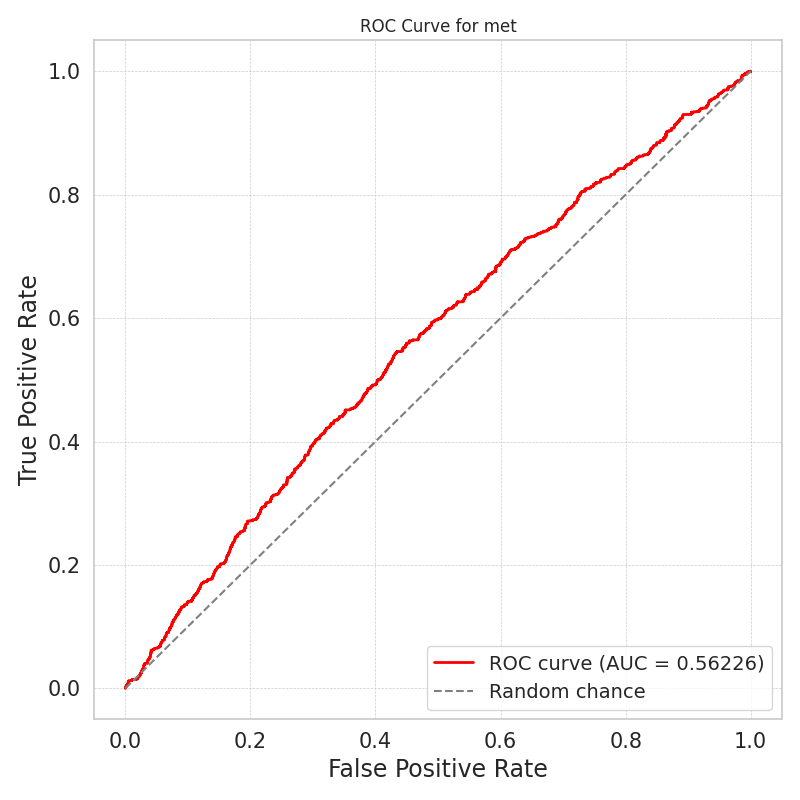 ROC Curve for met
True Positive Rate
1.0
0.8
0.6
0.4
0.2
0.0
ROC curve (AUC = 0.56226)
Random chance
0.0 0.2 0.4 0.6 0.8 1.0
False Positive Rate